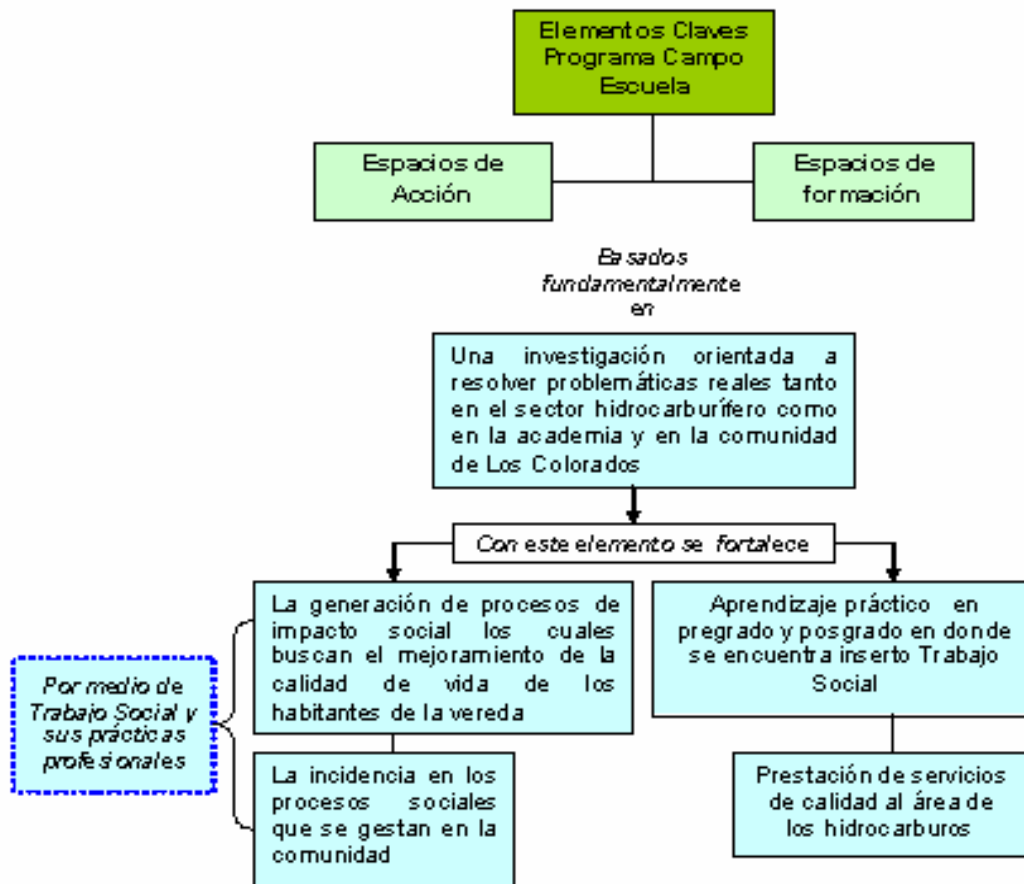 Elementos Claves
Programa Campo
Escuela
Espacios de
Acción
Espacios de
formación
Basados
fundamentalmente
en
Una investigación orientada a
resolver problemáticas reales tanto
en el sector hidrocarburífero como
en la academia y en la comunidad
de Los Colorados
Con este elemento se fortalece
La generación de procesos de
impacto social los cuales
buscan el mejoramiento de la
calidad de vida de los
habitantes de la vereda
Aprendizaje práctico en
pregrado y posgrado en donde
se encuentra inserto Trabajo
Social
Por medio de
Trabajo Social y
sus prácticas
profesionales
La incidencia en los
procesos sociales
que se gestan en la
comunidad
Prestación de servicios
de calidad al área de
los hidrocarburos